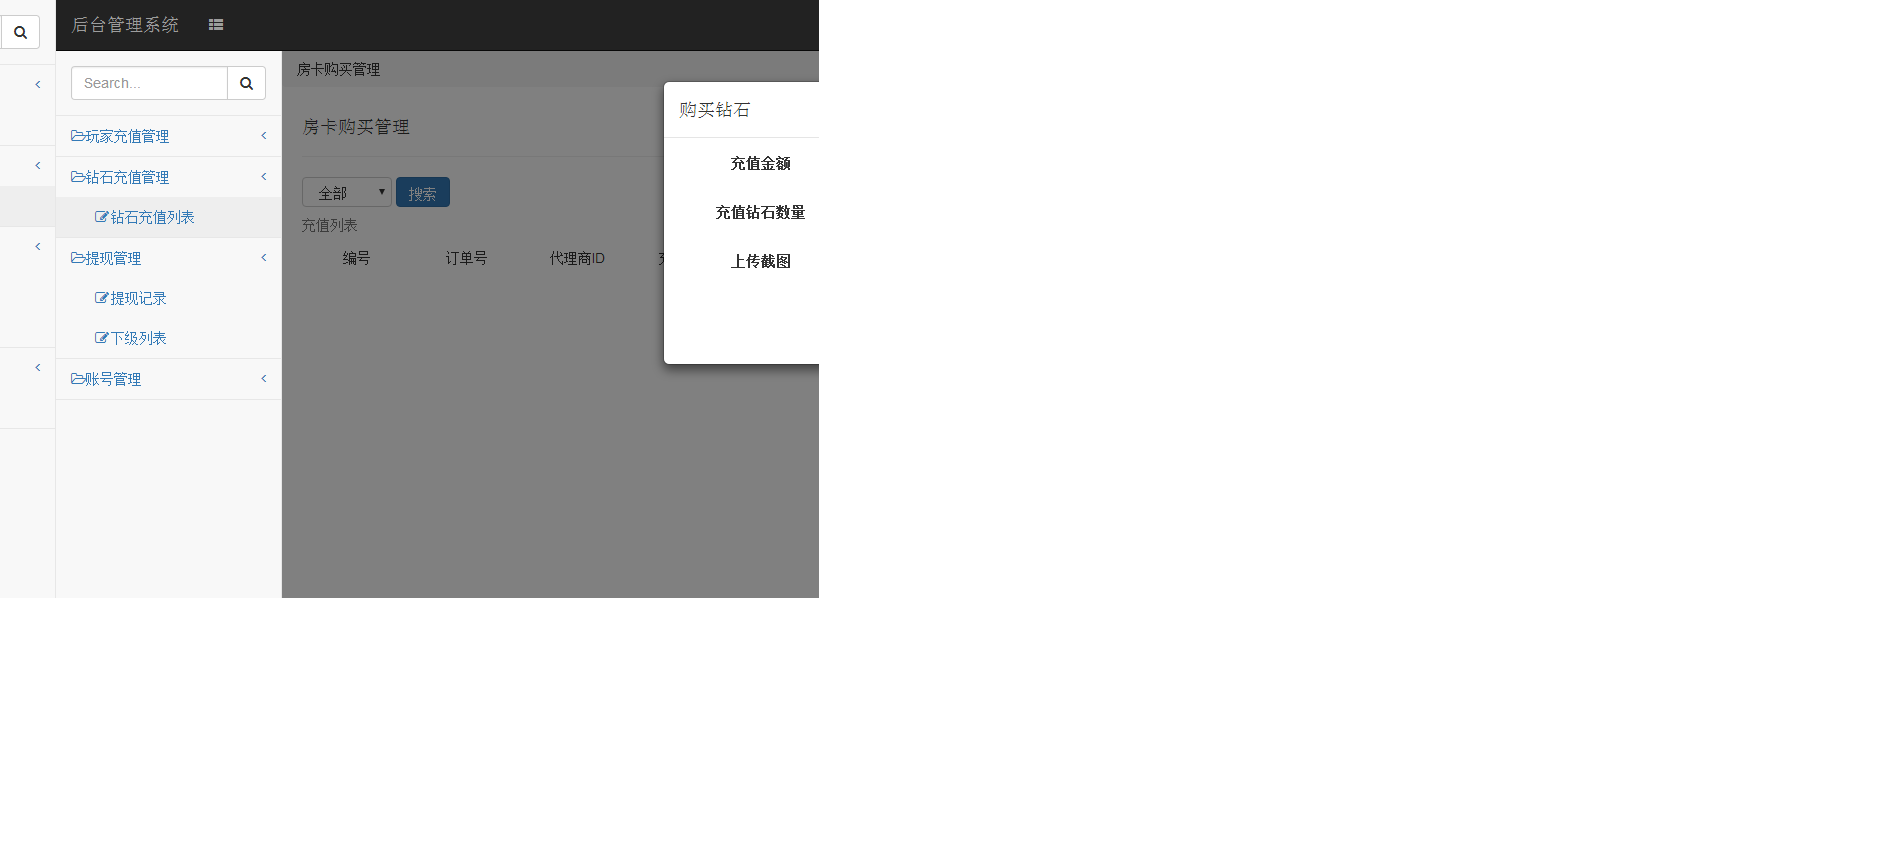 后台管理系统
Search...
玩家充值管理
钻石充值管理
钻石充值列表
提现管理
提现记录
下级列表
账号管理
房卡购买管理
房卡购买管理
全部
搜索
充值列表
编号 订单号 代理商ID
购买钻石
充值金额
充值钻石数量
上传截图